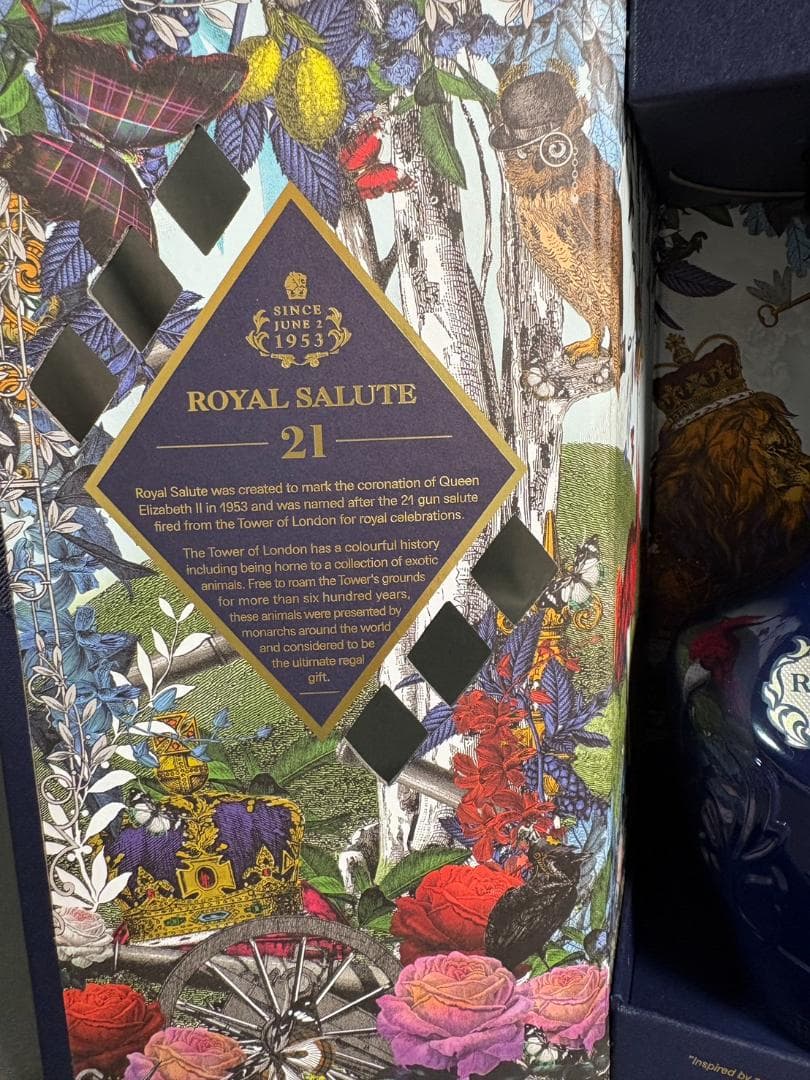 SINCE
JUNE 2
1953
ROYAL SALUTE
21
Royal Salute was created to mark the coronation of Queen
Elizabeth II in 1953 and was named after the 21 gun salute
fired from the Tower of London for royal celebrations.
The Tower of London has a colourful history
including being home to a collection of exotic
animals. Free to roam the Tower's grounds
for more than six hundred years,
these animals were presented by
monarchs around the world
and considered to be
the ultimate regal
gift.
R
"Inspired by